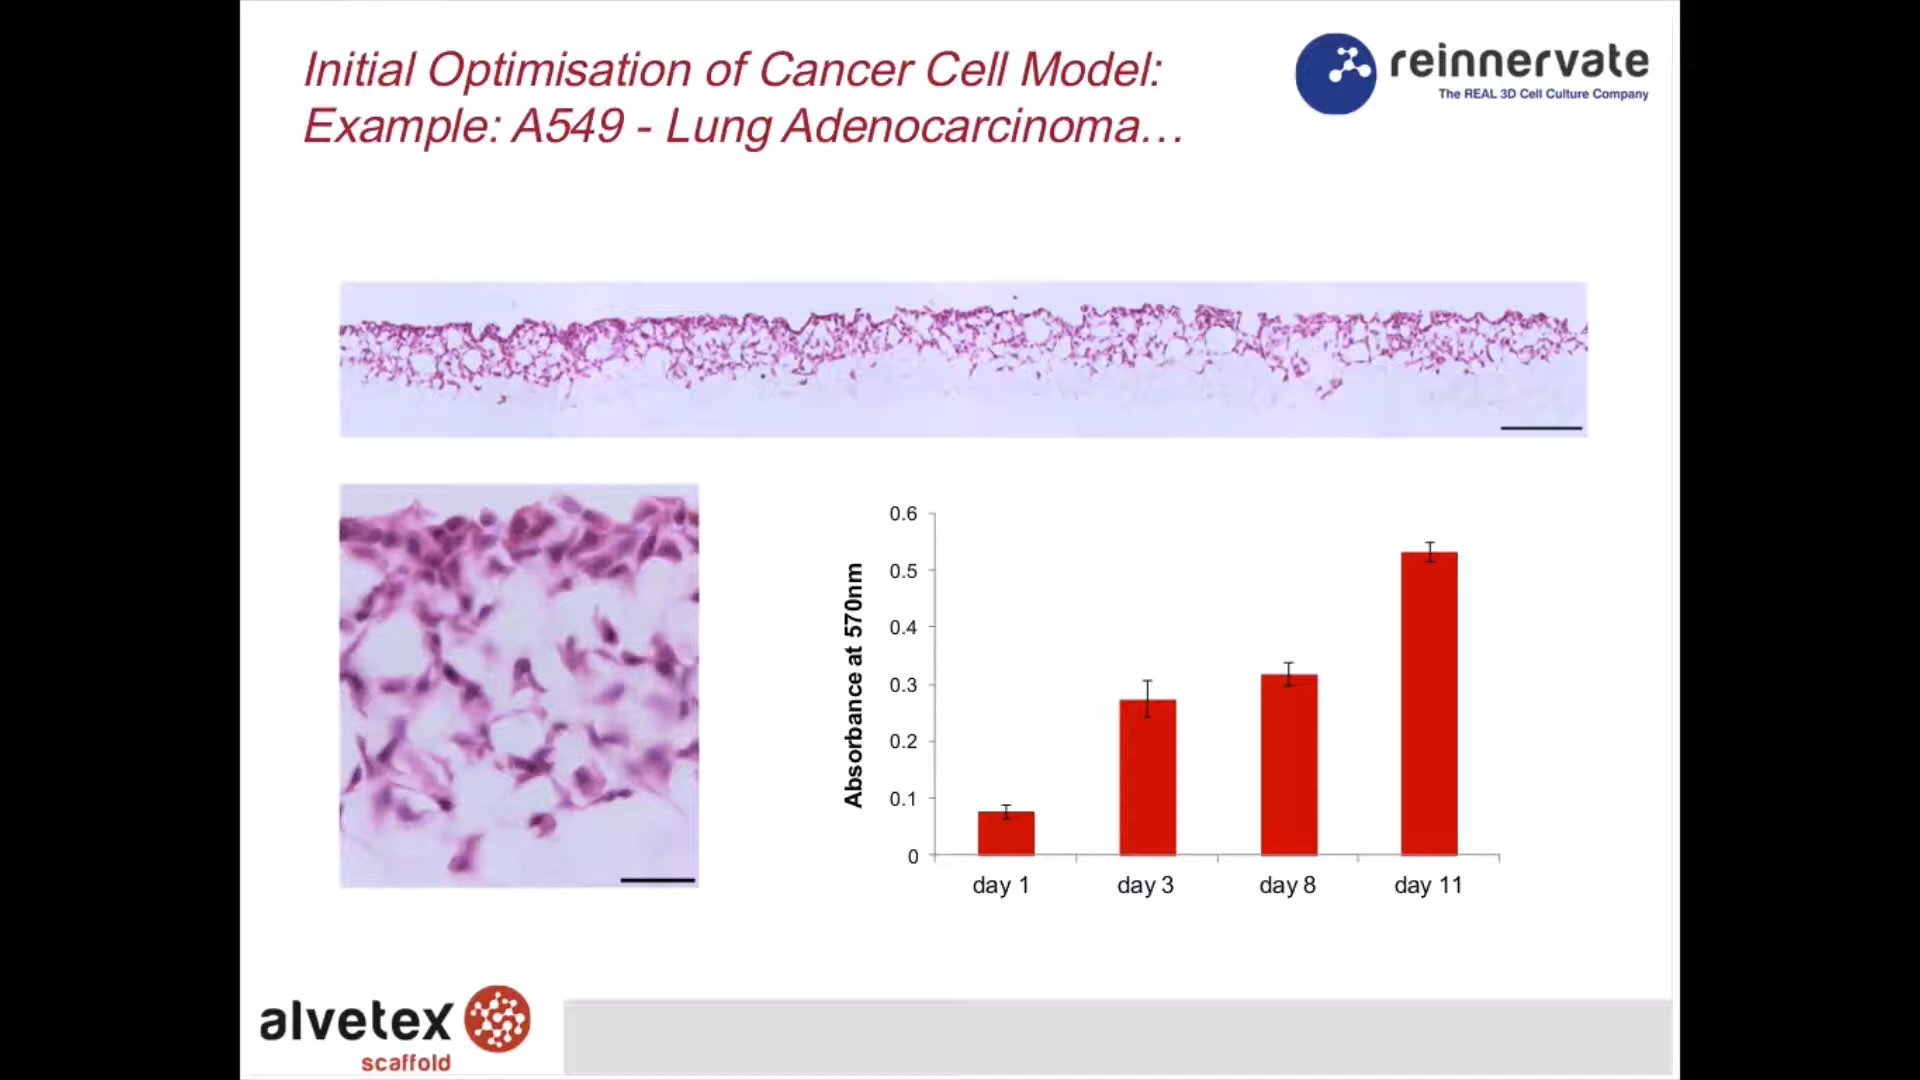 Initial Optimisation of Cancer Cell Model:
Example: A549 - Lung Adenocarcinoma…
reinnervate
The REAL 3D Cell Culture Company
Absorbance at 570nm
0.6
0.5
0.4
0.3
0.2
0.1
0
day 1
day 3
day 8
day 11
alvetex
scaffold